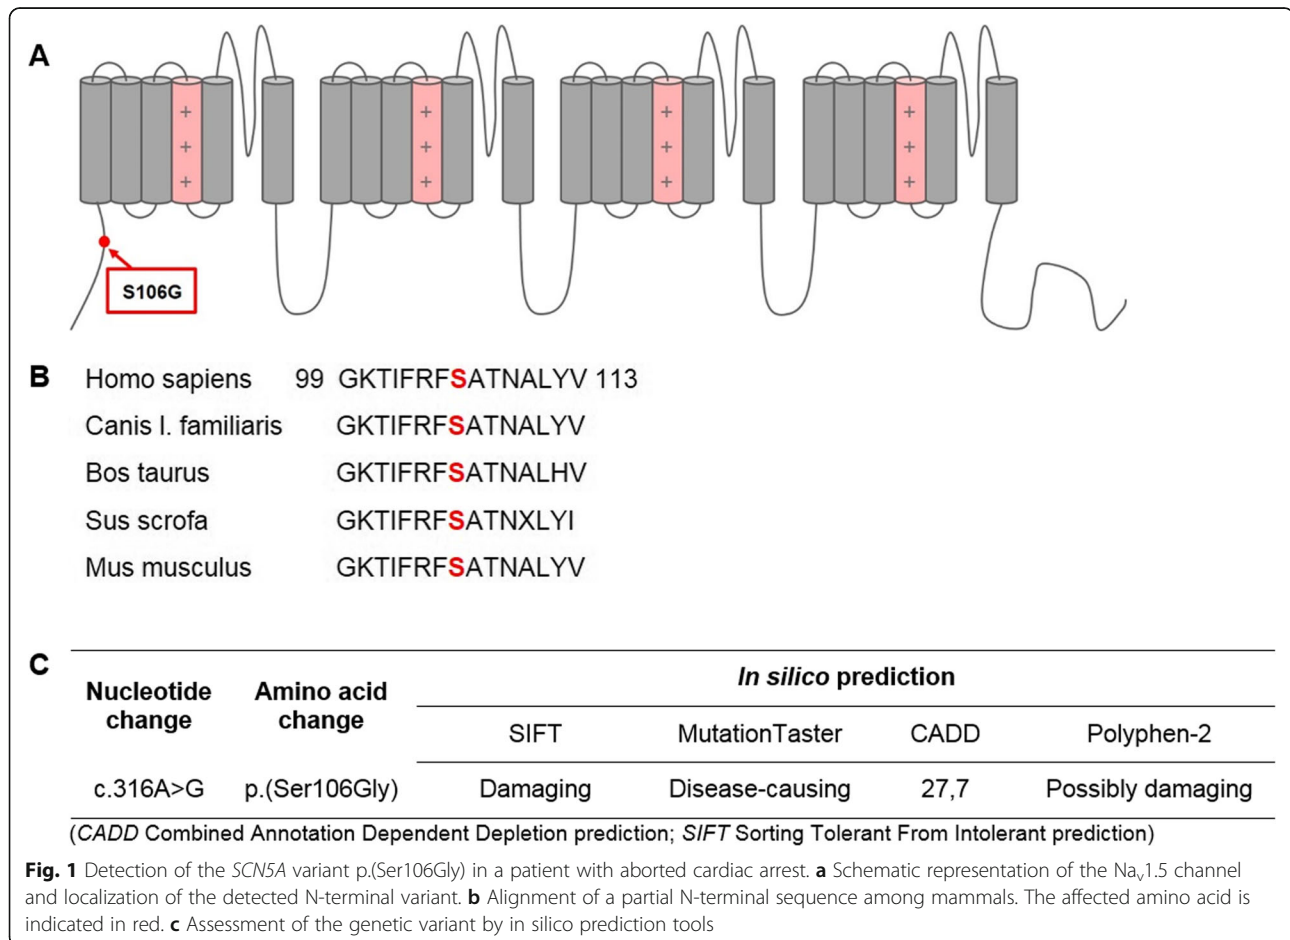 A
+ + + +
+ + + +
+ + + +
S106G
B
Homo sapiens 99 GKTIFRFSATNALYV 113
Canis l. familiaris GKTIFRFSATNALYV
Bos taurus GKTIFRFSATNALHV
Sus scrofa GKTIFRFSATNXLYI
Mus musculus GKTIFRFSATNALYV
C
Nucleotide change Amino acid change In silico prediction
SIFT MutationTaster CADD Polyphen-2
c.316A>G p.(Ser106Gly) Damaging Disease-causing 27,7 Possibly damaging
(CADD Combined Annotation Dependent Depletion prediction; SIFT Sorting Tolerant From Intolerant prediction)
Fig. 1 Detection of the SCN5A variant p.(Ser106Gly) in a patient with aborted cardiac arrest. a Schematic representation of the Nav1.5 channel
and localization of the detected N-terminal variant. b Alignment of a partial N-terminal sequence among mammals. The affected amino acid is
indicated in red. c Assessment of the genetic variant by in silico prediction tools